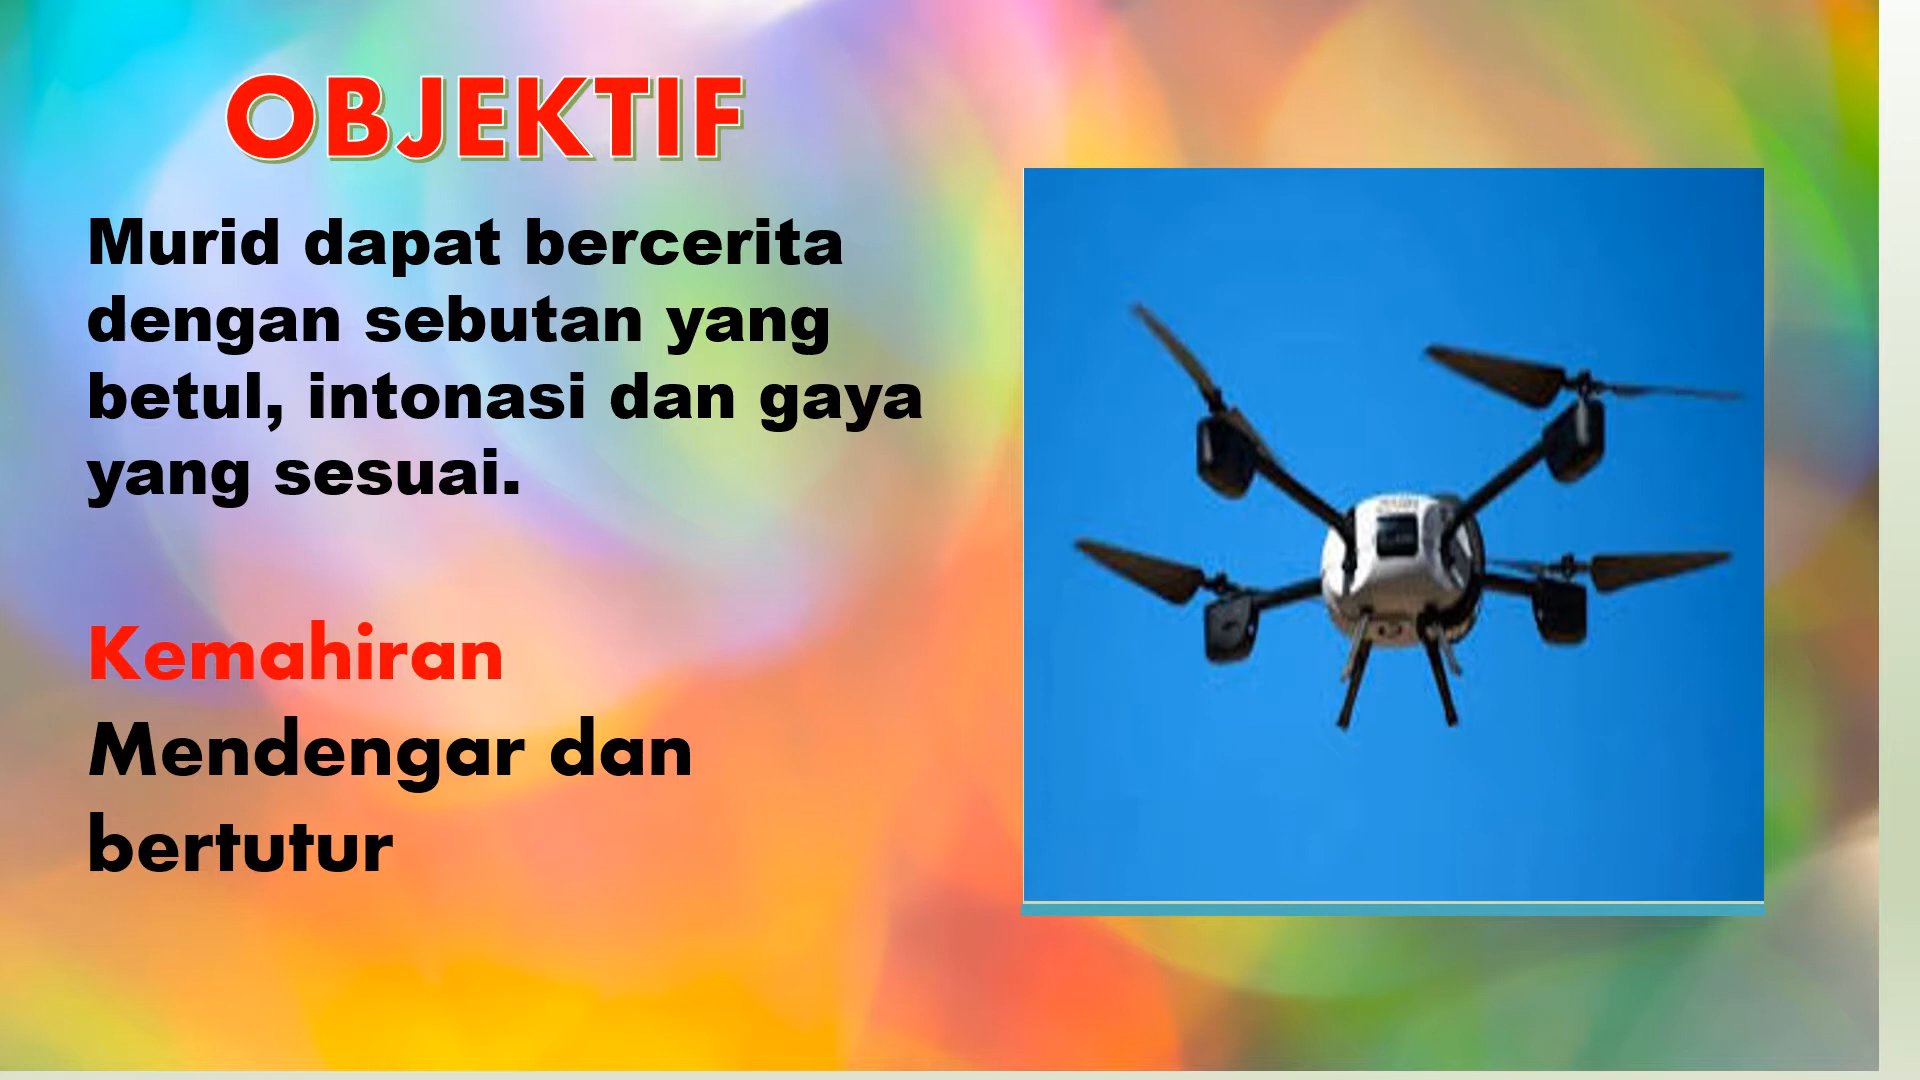 OBJEKTIF
Murid dapat bercerita
dengan sebutan yang
betul, intonasi dan gaya
yang sesuai.
Kemahiran
Mendengar dan
bertutur